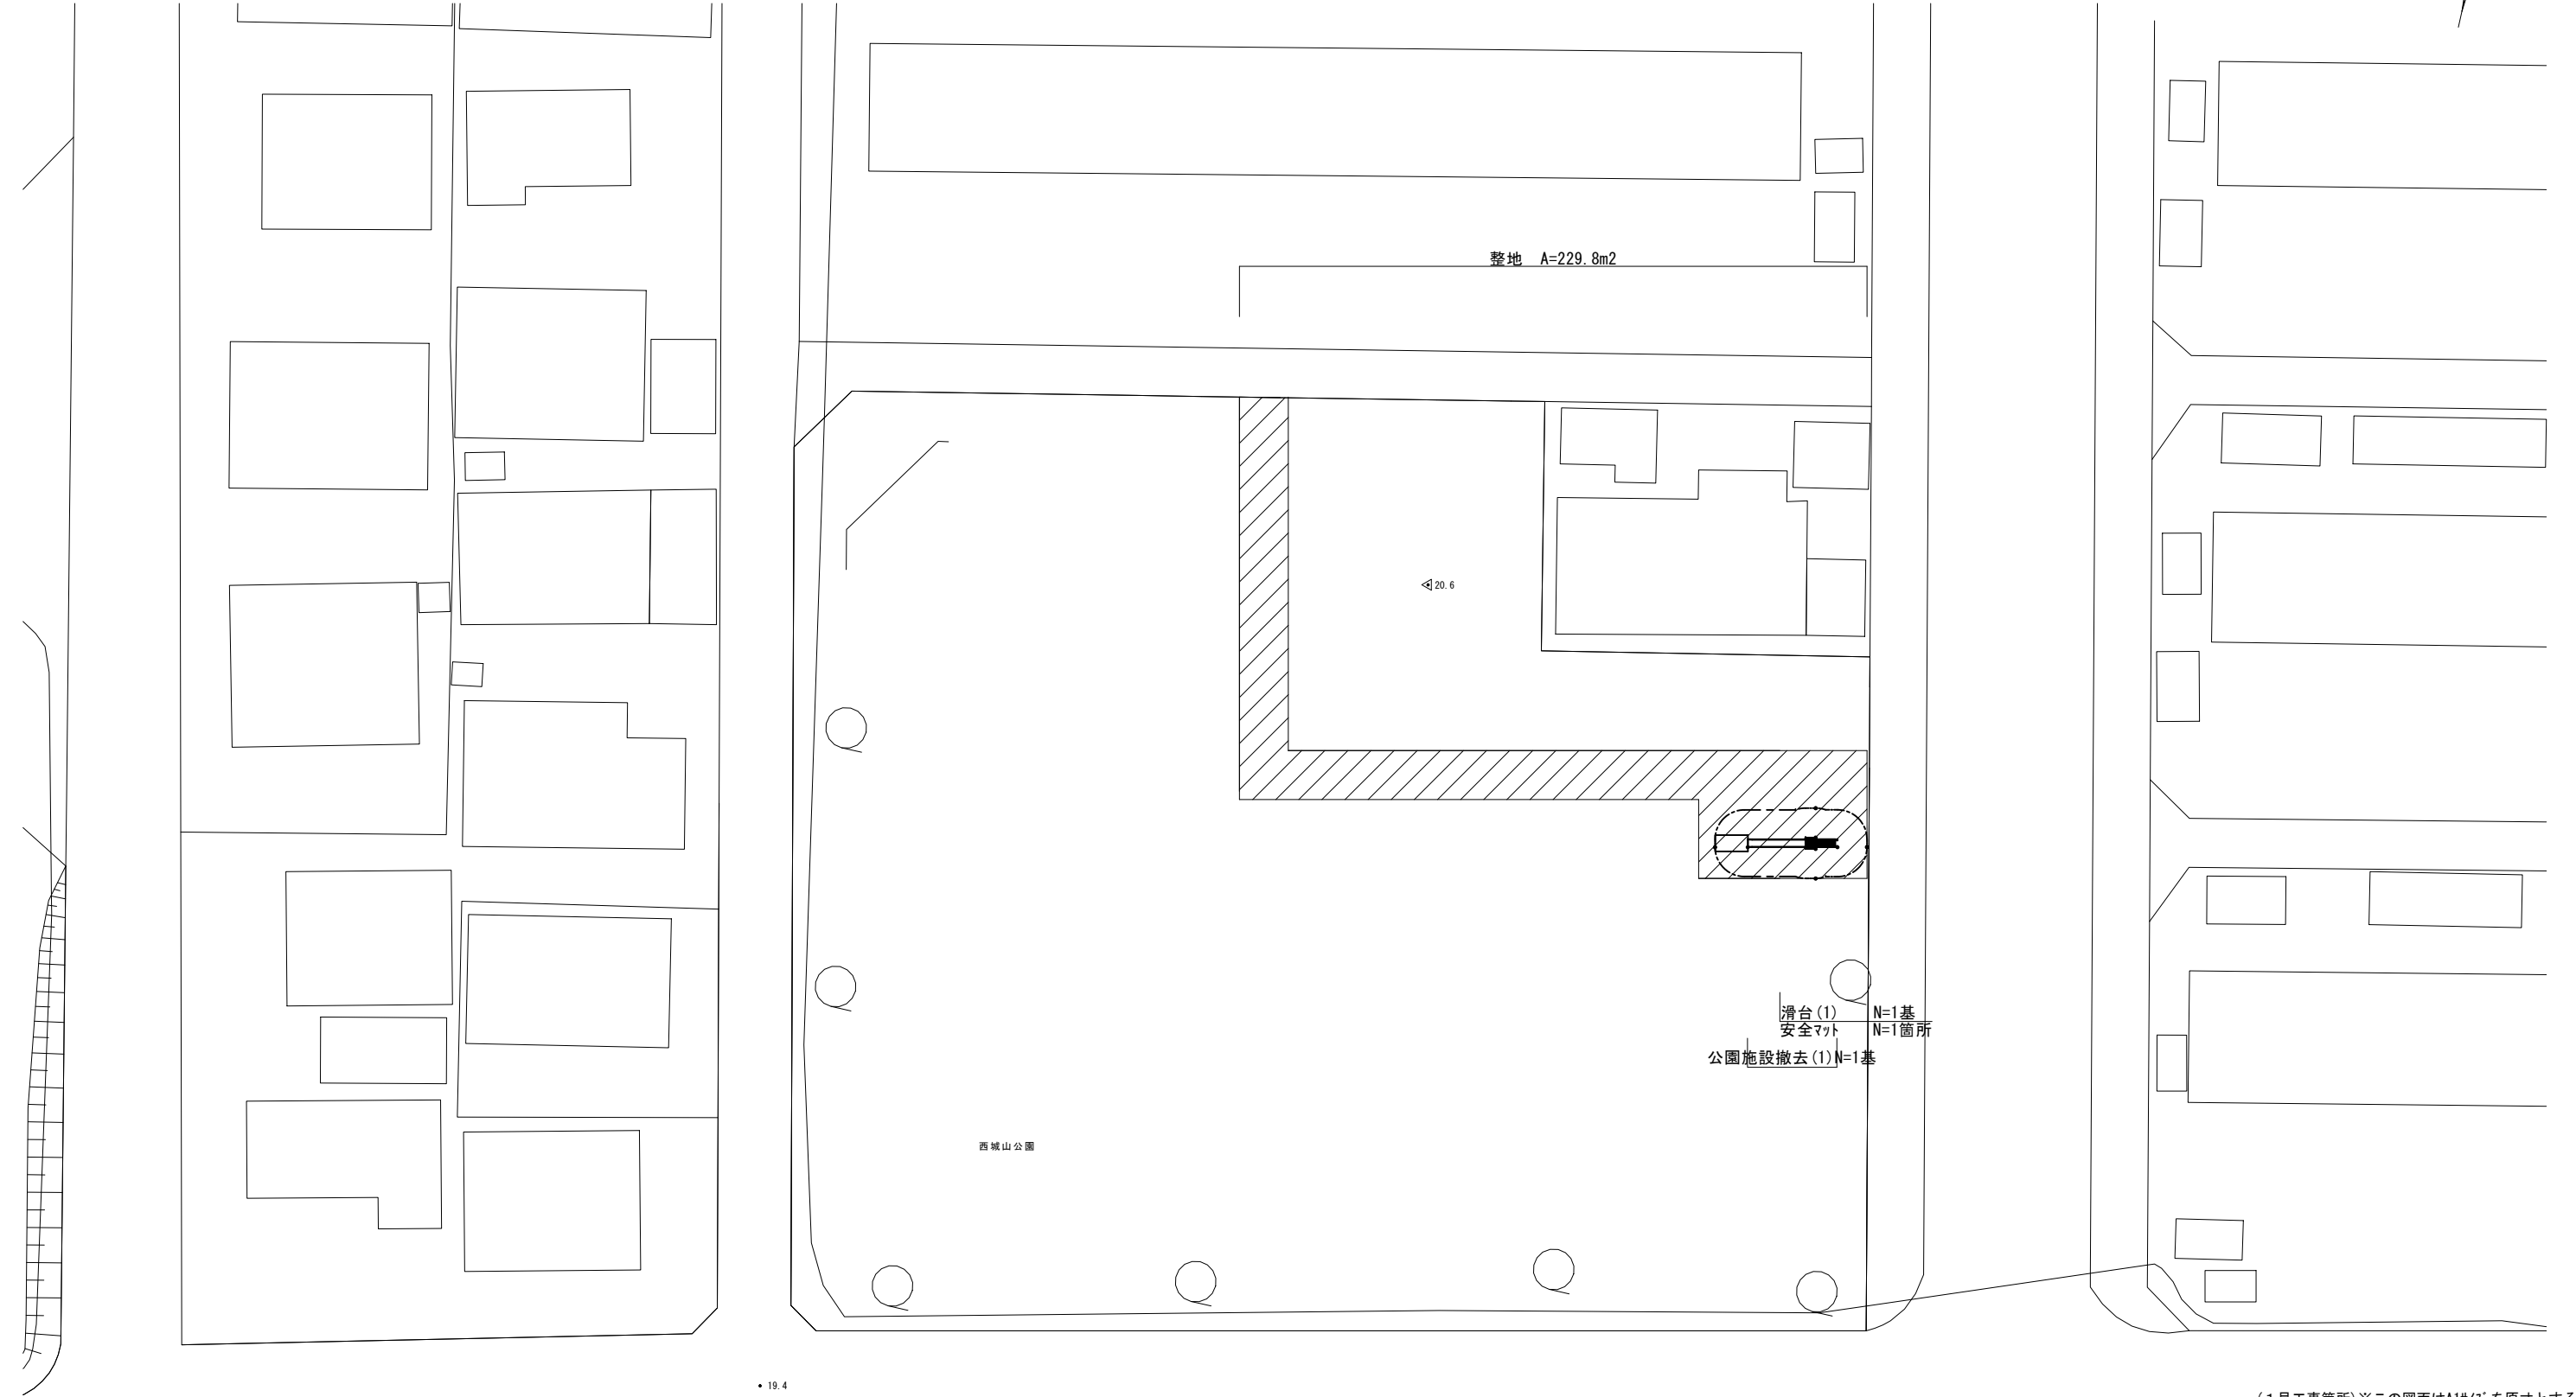 整地　A=229.8m2
20.6
滑台(1)　N=1基
安全ﾏｯﾄ　N=1箇所
公園施設撤去(1)N=1基
西城山公園
19.4